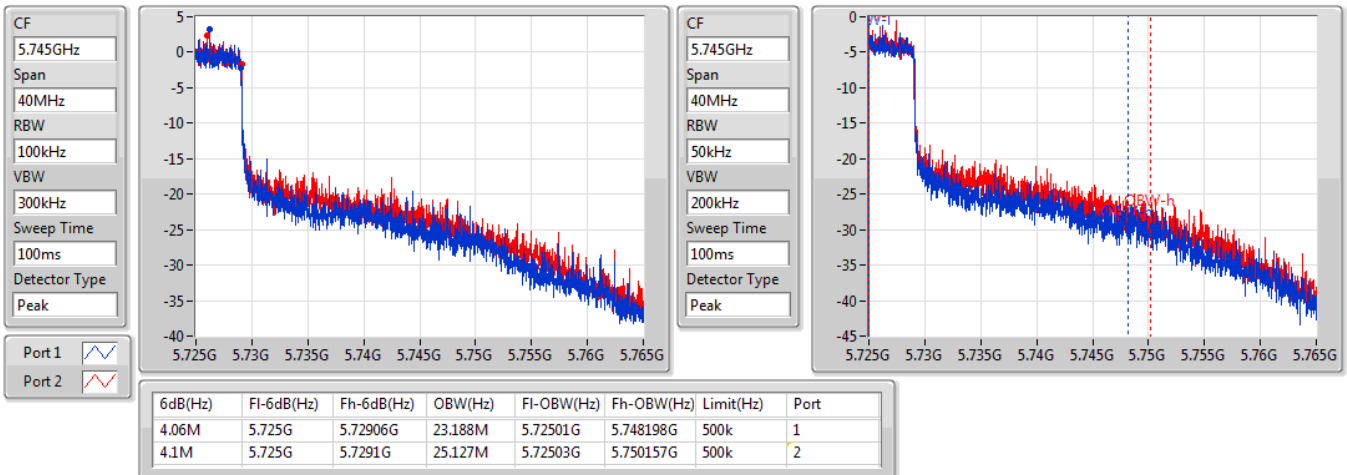 CF
5.745GHz
Span
40MHz
RBW
100kHz
VBW
300kHz
Sweep Time
100ms
Detector Type
Peak
Port 1
Port 2
5
0
-5
-10
-15
-20
-25
-30
-35
-40
5.725G 5.73G 5.735G 5.74G 5.745G 5.75G 5.755G 5.76G 5.765G
CF
5.745GHz
Span
40MHz
RBW
50kHz
VBW
200kHz
Sweep Time
100ms
Detector Type
Peak
0
-5
-10
-15
-20
-25
-30
-35
-40
-45
OBW-h
5.725G 5.73G 5.735G 5.74G 5.745G 5.75G 5.755G 5.76G 5.765G
6dB(Hz) Fl-6dB(Hz) Fh-6dB(Hz) OBW(Hz) Fl-OBW(Hz) Fh-OBW(Hz) Limit(Hz) Port
4.06M 5.725G 5.72906G 23.188M 5.72501G 5.748198G 500k 1
4.1M 5.725G 5.7291G 25.127M 5.72503G 5.750157G 500k 2